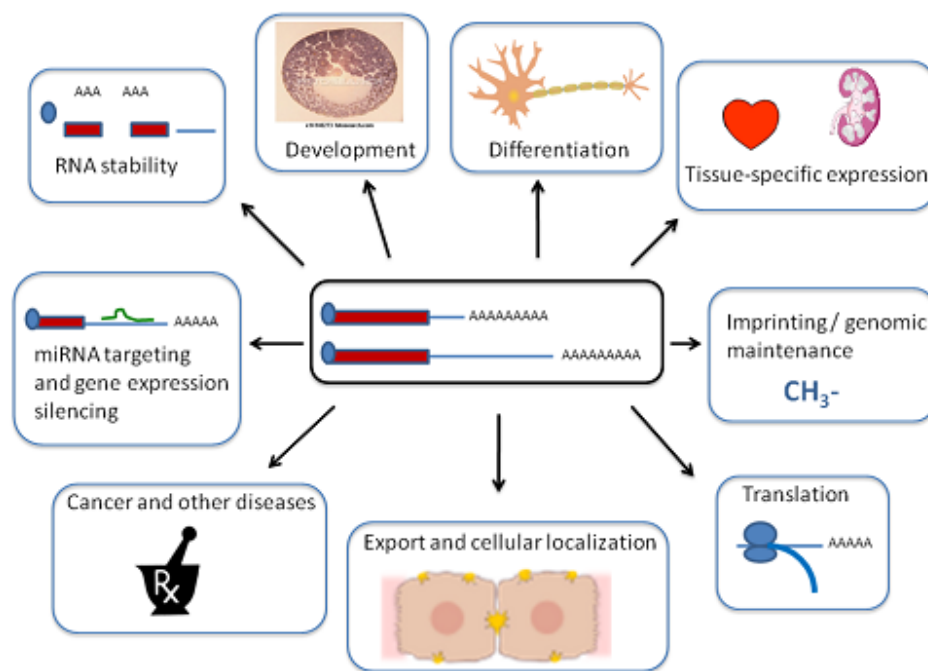 AAA AAA
RNA stability
Development
Differentiation
Tissue-specific expression
AAAAAAAAA
AAAAAAAAA
AAAAA
miRNA targeting
and gene expression
silencing
Imprinting / genomic
maintenance
CH₃-
Cancer and other diseases
Rx
Export and cellular localization
Translation
AAAAA